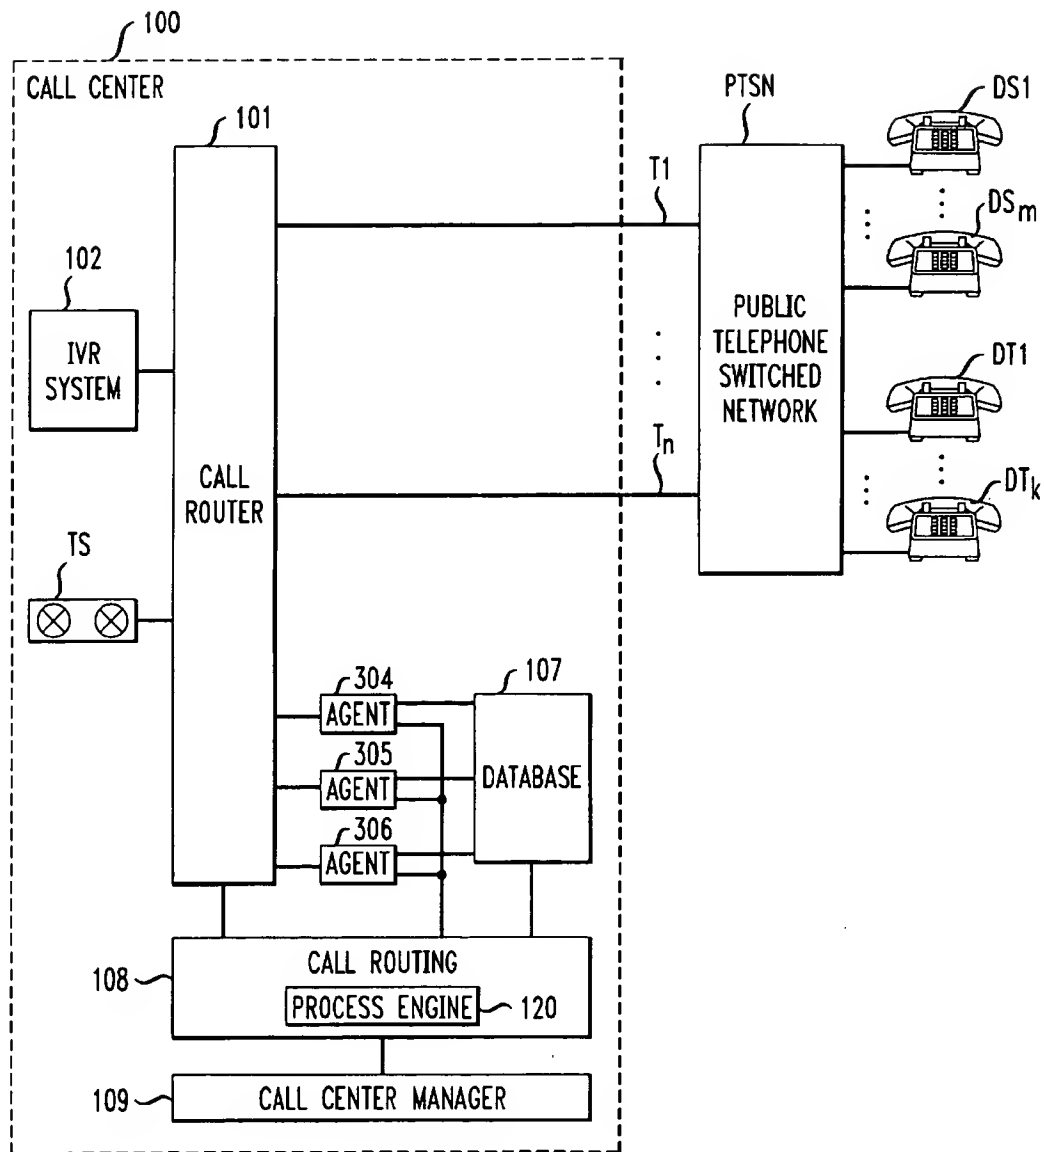 100
CALL CENTER
101
PTSN
DS1
T1
DSm
102
IVR
SYSTEM
PUBLIC
TELEPHONE
SWITCHED
NETWORK
DT1
CALL
ROUTER
Tn
DTk
TS
304
AGENT
107
DATABASE
305
AGENT
306
AGENT
108
CALL ROUTING
PROCESS ENGINE
120
109
CALL CENTER MANAGER